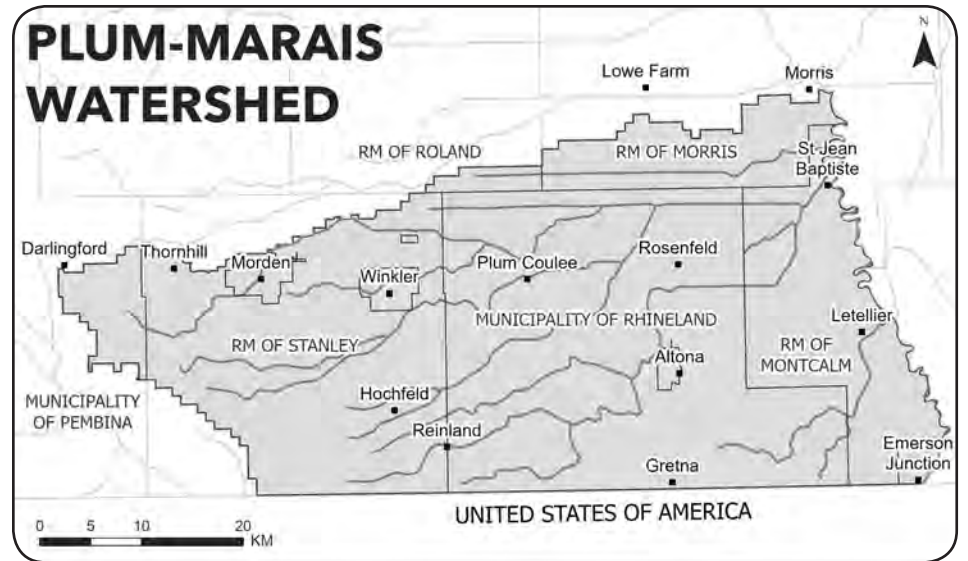 PLUM-MARAIS
WATERSHED
N
Lowe Farm
Morris
RM OF ROLAND
RM OF MORRIS
St Jean
Baptiste
Darlingford
Thornhill
Morden
Winkler
Plum Coulee
Rosenfeld
MUNICIPALITY OF RHINELAND
Letellier
RM OF STANLEY
RM OF
MONTCALM
Altona
Hochfeld
MUNICIPALITY
OF PEMBINA
Reinland
Emerson
Junction
Gretna
UNITED STATES OF AMERICA
0 5 10 20
KM